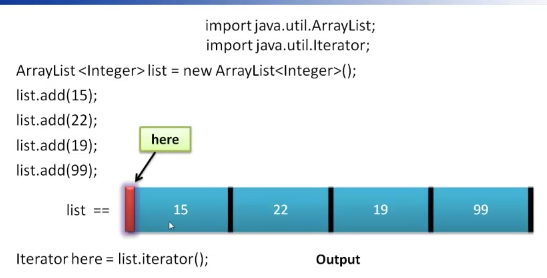 import java.util.ArrayList;
import java.util.Iterator;
ArrayList <Integer> list = new ArrayList<Integer>();
list.add(15);
list.add(22);
list.add(19);
list.add(99);
here
list ==
15 22 19 99
Iterator here = list.iterator();
Output